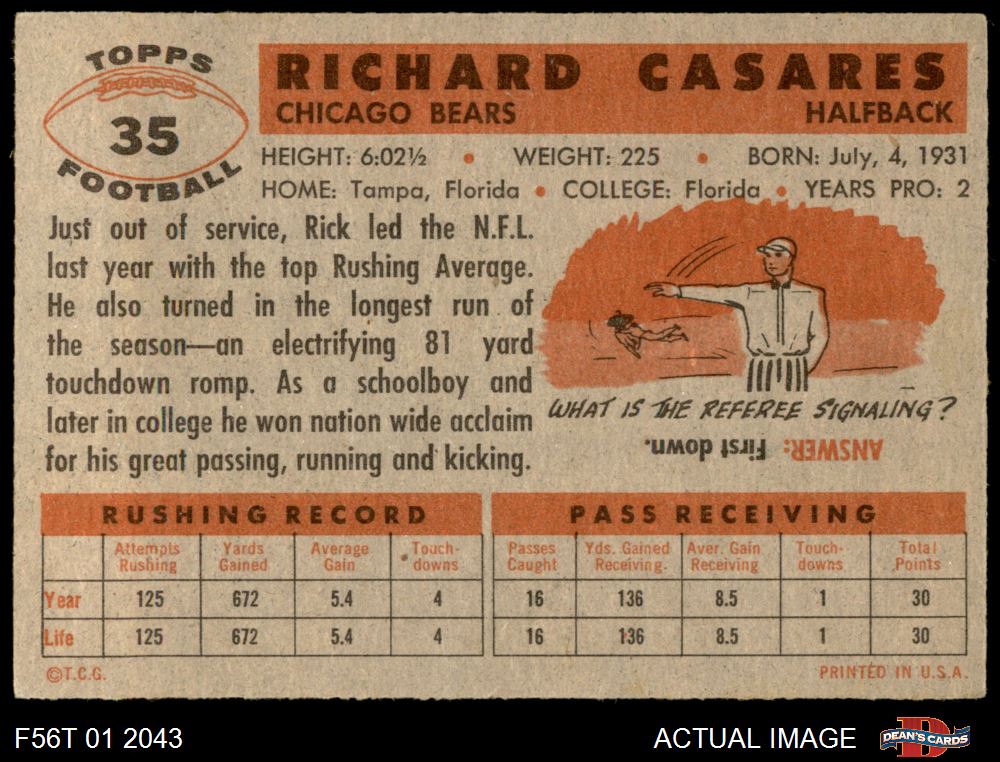 TOPPS
35
FOOTBALL
RICHARD CASARES
CHICAGO BEARS HALFBACK
HEIGHT: 6:02½ • WEIGHT: 225 • BORN: July, 4, 1931
HOME: Tampa, Florida • COLLEGE: Florida • YEARS PRO: 2
Just out of service, Rick led the N.F.L.
last year with the top Rushing Average.
He also turned in the longest run of
the season—an electrifying 81 yard
touchdown romp. As a schoolboy and
later in college he won nation wide acclaim
for his great passing, running and kicking.
WHAT IS THE REFEREE SIGNALING?
ANSWER: First down.
RUSHING RECORD
Attempts Rushing Yards Gained Average Gain Touch-downs
Year 125 672 5.4 4
Life 125 672 5.4 4
PASS RECEIVING
Passes Caught Yds. Gained Receiving. Aver. Gain Receiving Touch-downs Total Points
16 136 8.5 1 30
16 136 8.5 1 30
©T.C.G. PRINTED IN U.S.A.
F56T 01 2043 ACTUAL IMAGE D DEAN'S CARDS